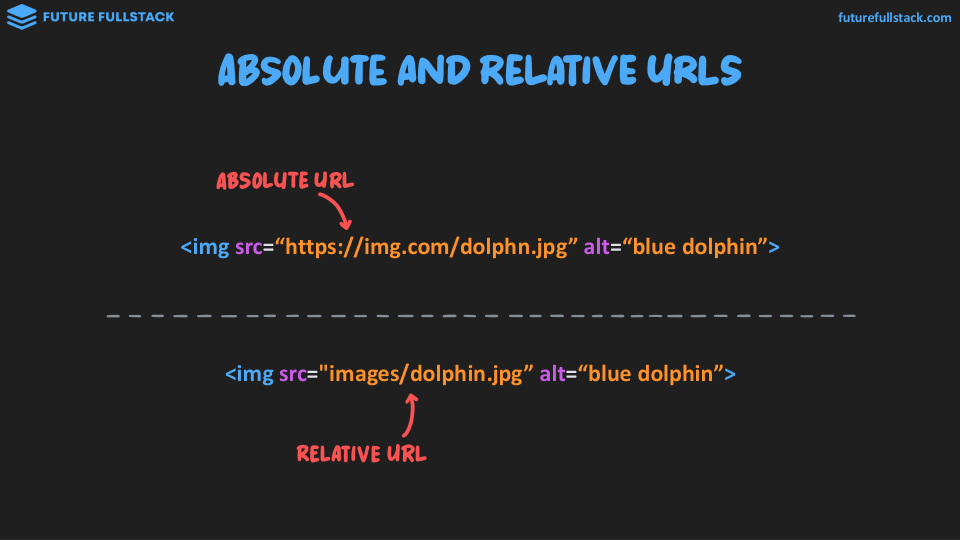 FUTURE FULLSTACK
futurefullstack.com
ABSOLUTE AND RELATIVE URLS
ABSOLUTE URL
<img src=“https://img.com/dolphn.jpg” alt=“blue dolphin”>
<img src="images/dolphin.jpg” alt=“blue dolphin”>
RELATIVE URL